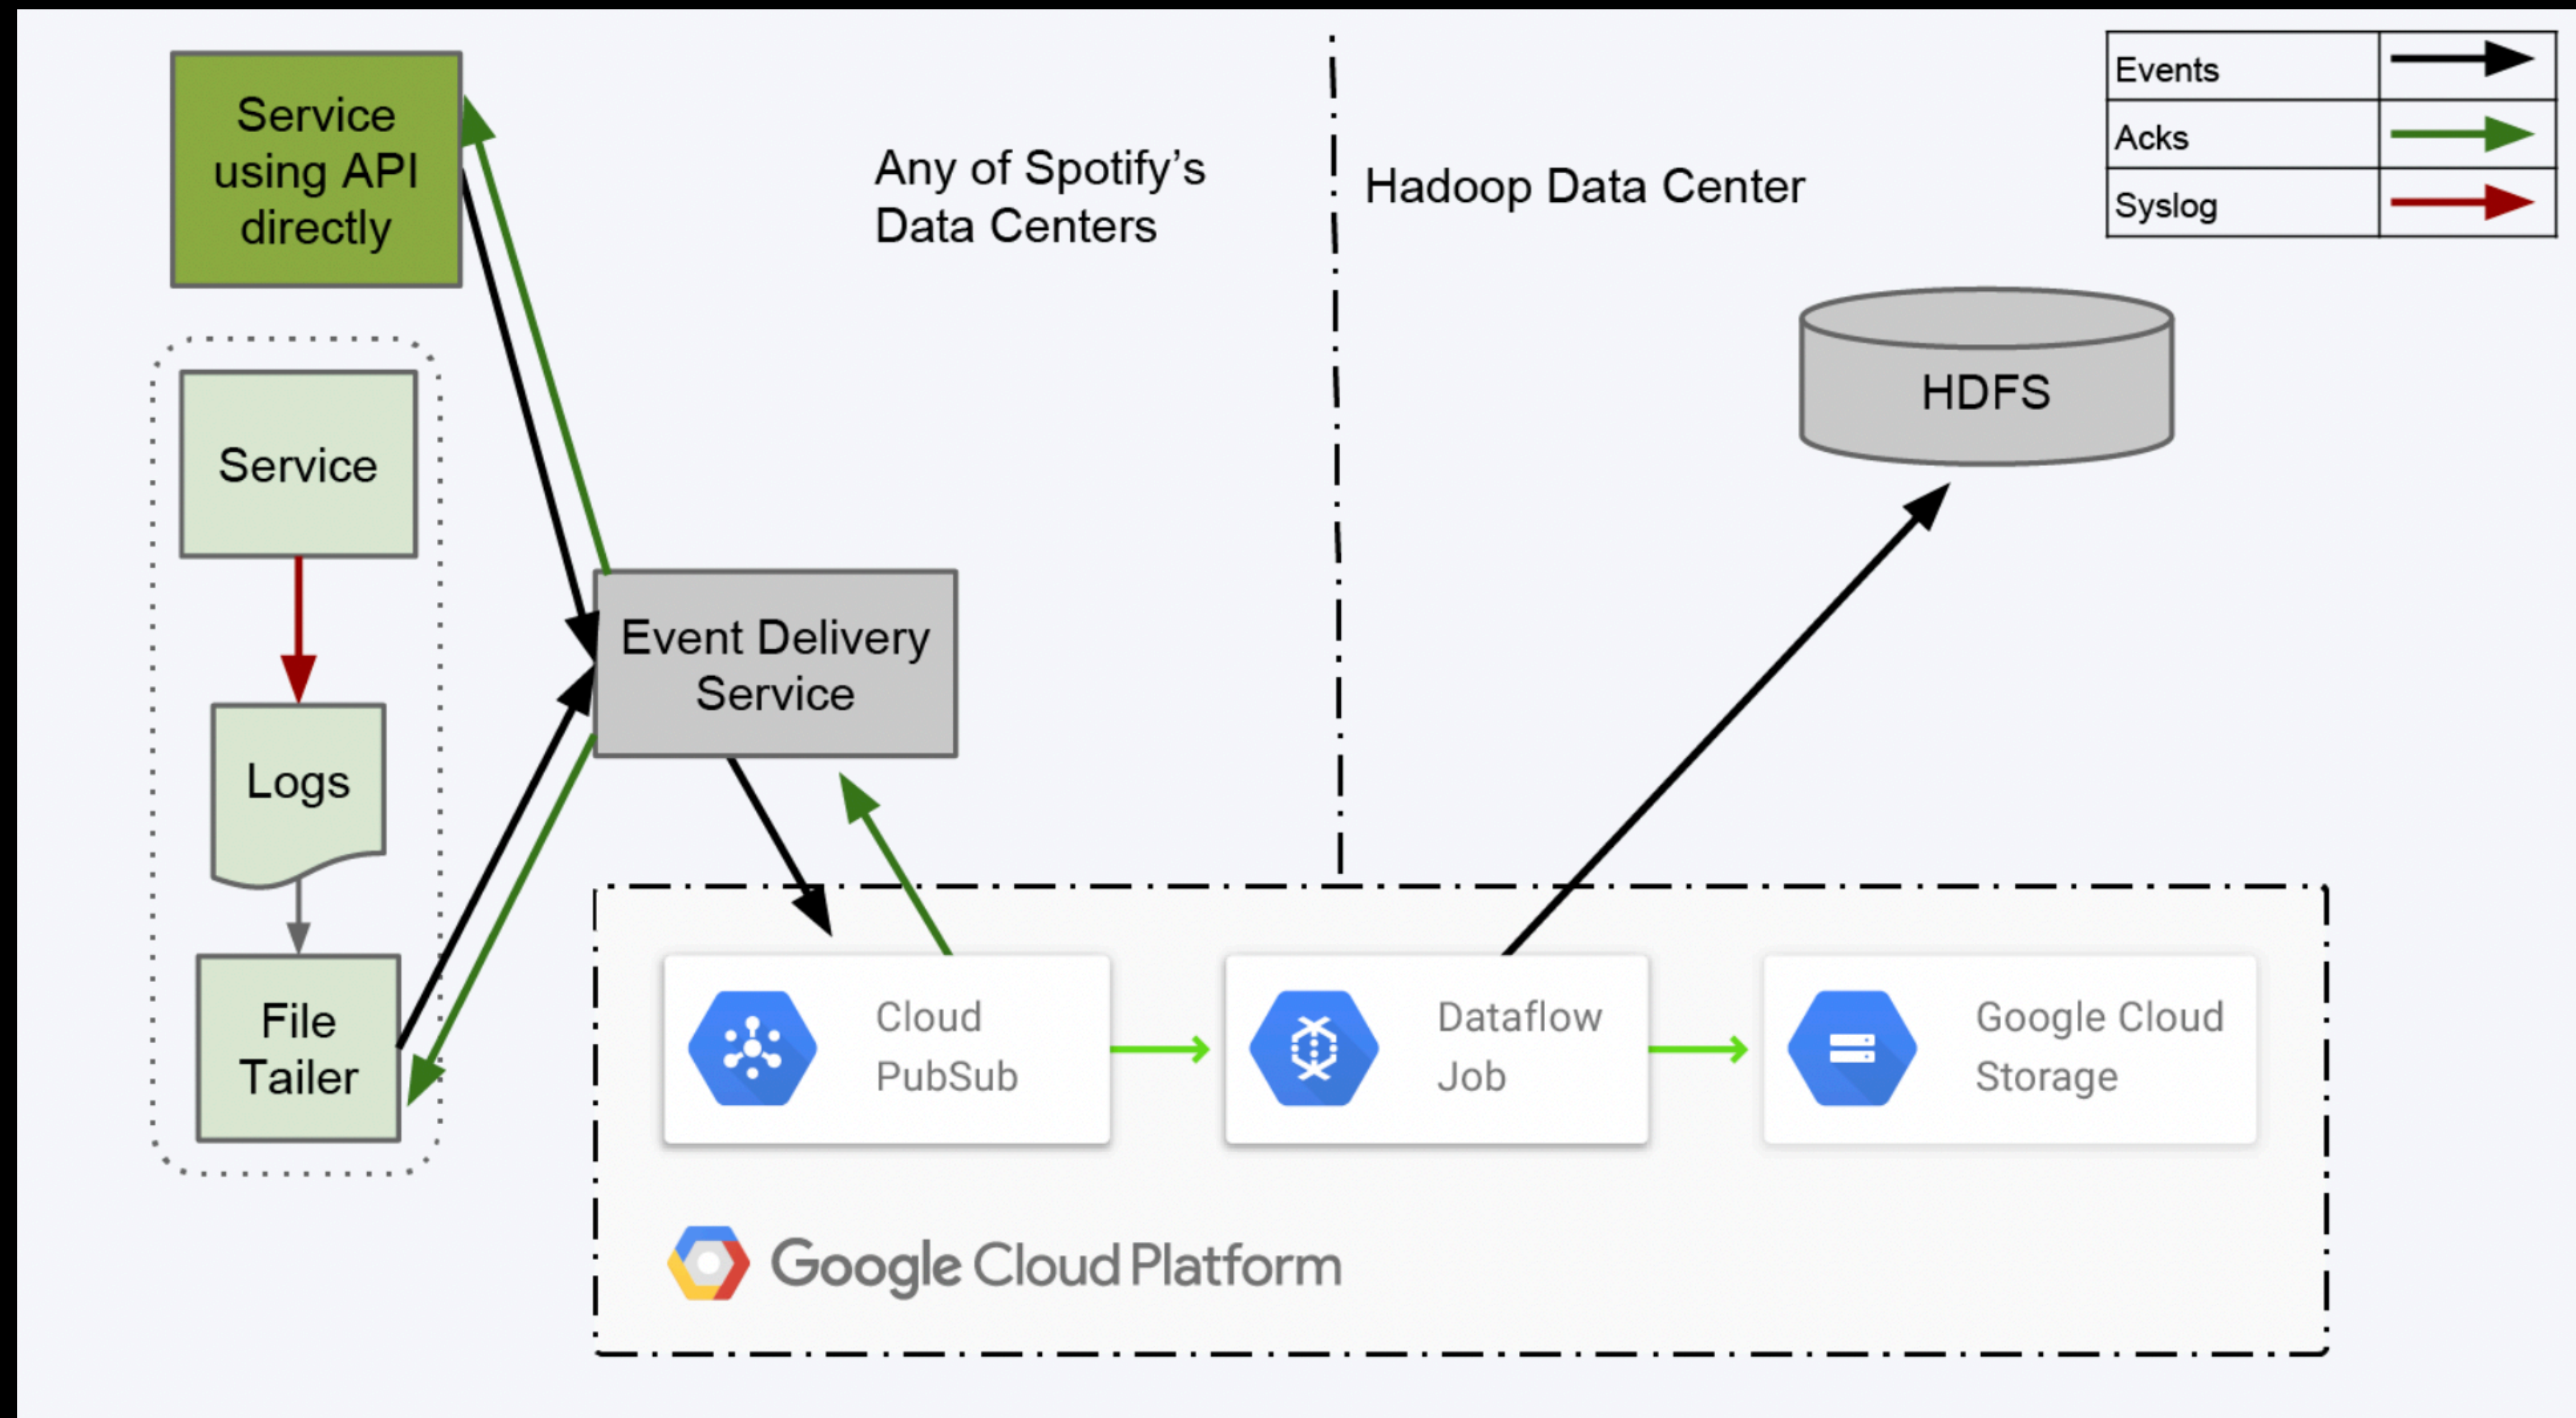 Service
using API
directly
Any of Spotify's
Data Centers
Hadoop Data Center
Events
Acks
Syslog
HDFS
Service
Event Delivery
Service
Logs
File
Tailer
Cloud
PubSub
Dataflow
Job
Google Cloud
Storage
Google Cloud Platform